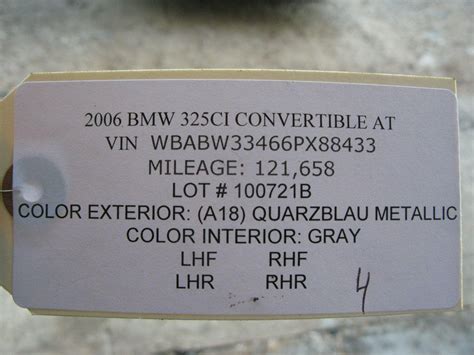 2006 BMW 325CI CONVERTIBLE AT
VIN WBABW33466PX88433
MILEAGE: 121,658
LOT # 100721B
COLOR EXTERIOR: (A18) QUARZBLAU METALLIC
COLOR INTERIOR: GRAY
LHF RHF
LHR RHR 4